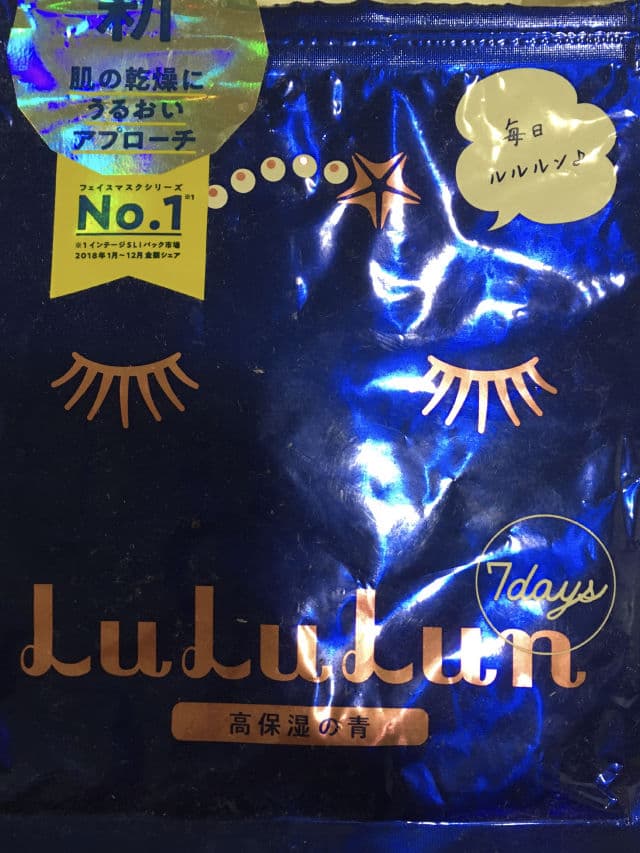 新
肌の乾燥に
うるおい
アプローチ
フェイスマスクシリーズ
No.1※1
※1 インテージSLIパック市場
2018年1月〜12月金額シェア
毎日
ルルルン♪
7days
LuLuLun
高保湿の青